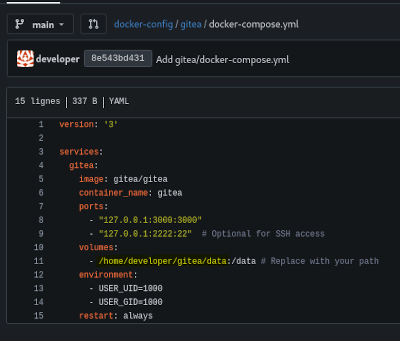 main docker-config / gitea / docker-compose.yml
developer 8e543bd431 Add gitea/docker-compose.yml
15 lignes | 337 B | YAML
1 version: '3'
2
3 services:
4 gitea:
5 image: gitea/gitea
6 container_name: gitea
7 ports:
8 - "127.0.0.1:3000:3000"
9 - "127.0.0.1:2222:22" # Optional for SSH access
10 volumes:
11 - /home/developer/gitea/data:/data # Replace with your path
12 environment:
13 - USER_UID=1000
14 - USER_GID=1000
15 restart: always